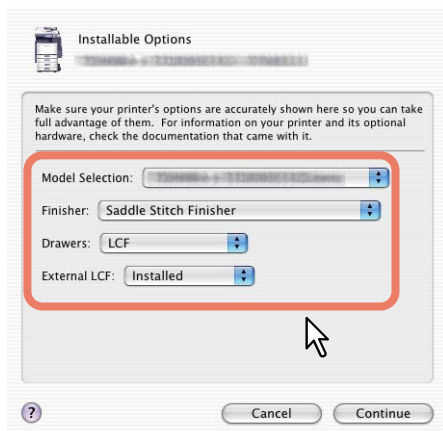 Installable Options
Make sure your printer's options are accurately shown here so you can take
full advantage of them. For information on your printer and its optional
hardware, check the documentation that came with it.
Model Selection:
Finisher: Saddle Stitch Finisher
Drawers: LCF
External LCF: Installed
? Cancel Continue